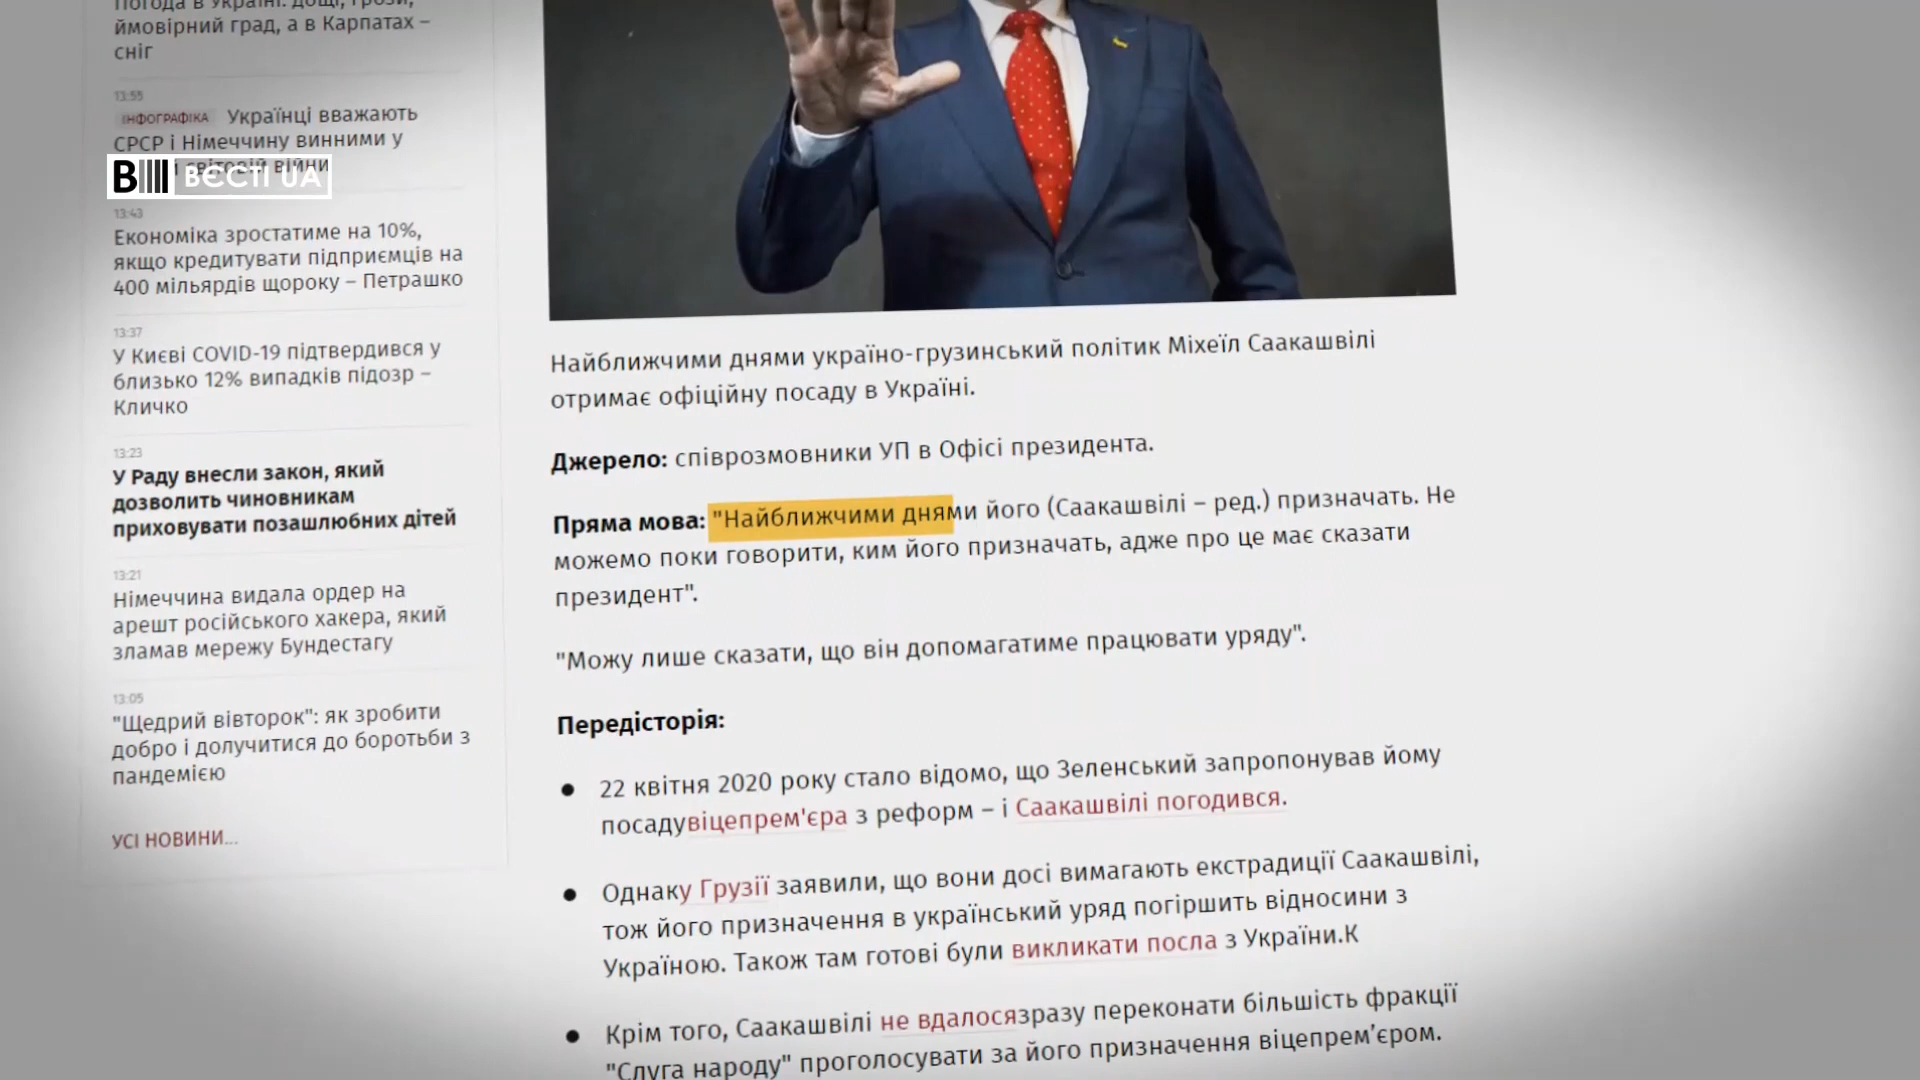 Погода в Україні: дощі, грози,
ймовірний град, а в Карпатах –
сніг
13:55
ІНФОГРАФІКА Українці вважають
СРСР і Німеччину винними у
світовій війни
ВЄСТІ UA
13:43
Економіка зростатиме на 10%,
якщо кредитувати підприємців на
400 мільярдів щороку – Петрашко
13:37
У Києві COVID-19 підтвердився у
близько 12% випадків підозр –
Кличко
13:23
У Раду внесли закон, який
дозволить чиновникам
приховувати позашлюбних дітей
13:21
Німеччина видала ордер на
арешт російського хакера, який
зламав мережу Бундестагу
13:05
"Щедрий вівторок": як зробити
добро і долучитися до боротьби з
пандемією
УСІ НОВИНИ...
Найближчими днями україно-грузинський політик Міхеїл Саакашвілі
отримає офіційну посаду в Україні.
Джерело: співрозмовники УП в Офісі президента.
Пряма мова: "Найближчими днями його (Саакашвілі – ред.) призначать. Не
можемо поки говорити, ким його призначать, адже про це має сказати
президент".
"Можу лише сказати, що він допомагатиме працювати уряду".
Передісторія:
● 22 квітня 2020 року стало відомо, що Зеленський запропонував йому
посадувіцепрем'єра з реформ – і Саакашвілі погодився.
● Однаку Грузії заявили, що вони досі вимагають екстрадиції Саакашвілі,
тож його призначення в український уряд погіршить відносини з
Україною. Також там готові були викликати посла з України.К
● Крім того, Саакашвілі не вдалосязразу переконати більшість фракції
"Слуга народу" проголосувати за його призначення віцепрем’єром.